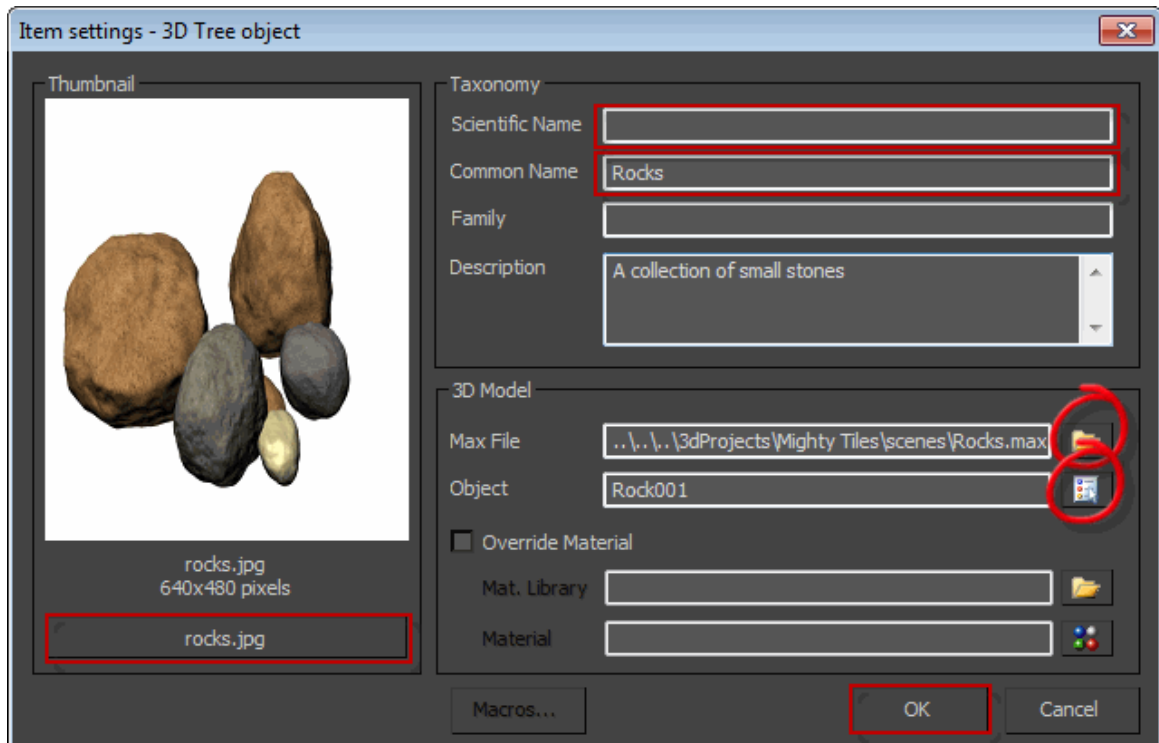 Item settings - 3D Tree object
Thumbnail
rocks.jpg
640x480 pixels
rocks.jpg
Taxonomy
Scientific Name
Common Name Rocks
Family
Description A collection of small stones
3D Model
Max File ..\..\..\3dProjects\Mighty Tiles\scenes\Rocks.max
Object Rock001
Override Material
Mat. Library
Material
Macros... OK Cancel